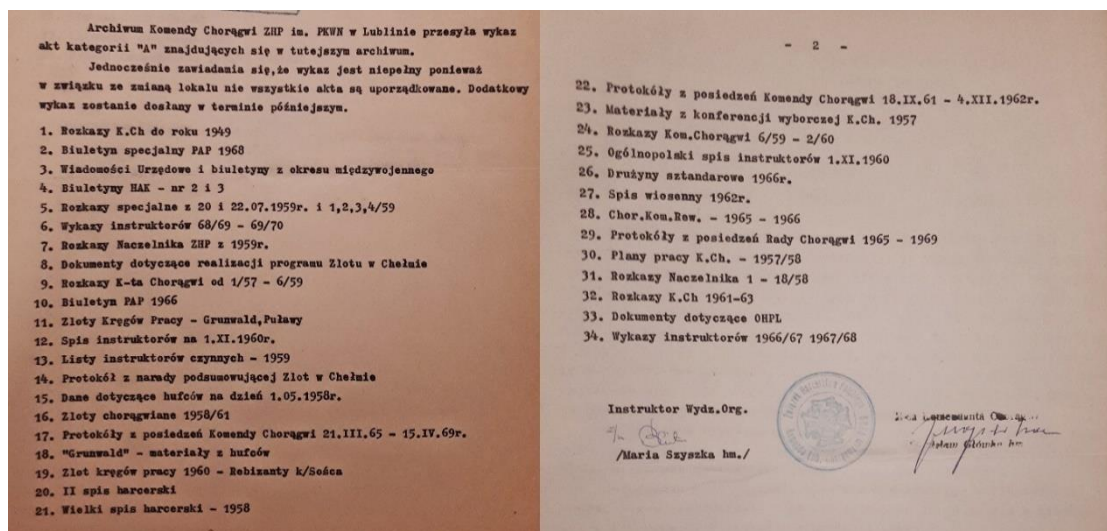 Archiwum Komendy Chorągwi ZHP im. PKWN w Lublinie przesyła wykaz
akt kategorii "A" znajdujących się w tutejszym archiwum.
Jednocześnie zawiadamia się,że wykaz jest niepełny ponieważ
w związku ze zmianą lokalu nie wszystkie akta są uporządkowane. Dodatkowy
wykaz zostanie dosłany w terminie późniejszym.
1. Rozkazy K.Ch do roku 1949
2. Biuletyn specjalny PAP 1968
3. Wiadomości Urzędowe i biuletyny z okresu międzywojennego
4. Biuletyny HAK - nr 2 i 3
5. Rozkazy specjalne z 20 i 22.07.1959r. i 1,2,3,4/59
6. Wykazy instruktorów 68/69 - 69/70
7. Rozkazy Naczelnika ZHP z 1959r.
8. Dokumenty dotyczące realizacji programu Zlotu w Chełmie
9. Rozkazy K-ta Chorągwi od 1/57 - 6/59
10. Biuletyn PAP 1966
11. Zloty Kręgów Pracy - Grunwald,Puławy
12. Spis instruktorów na 1.XI.1960r.
13. Listy instruktorów czynnych - 1959
14. Protokół z narady podsumowującej Zlot w Chełmie
15. Dane dotyczące hufców na dzień 1.05.1958r.
16. Zloty chorągwiane 1958/61
17. Protokóły z posiedzeń Komendy Chorągwi 21.III.65 - 15.IV.69r.
18. "Grunwald" - materiały z hufców
19. Zlot kręgów pracy 1960 - Rebizanty k/Sośca
20. II spis harcerski
21. Wielki spis harcerski - 1958
- 2 -
22. Protokóły z posiedzeń Komendy Chorągwi 18.IX.61 - 4.XII.1962r.
23. Materiały z konferencji wyborczej K.Ch. 1957
24. Rozkazy Kom.Chorągwi 6/59 - 2/60
25. Ogólnopolski spis instruktorów 1.XI.1960
26. Drużyny sztandarowe 1966r.
27. Spis wiosenny 1962r.
28. Chor.Kom.Rew. - 1965 - 1966
29. Protokóły z posiedzeń Rady Chorągwi 1965 - 1969
30. Plany pracy K.Ch. - 1957/58
31. Rozkazy Naczelnika 1 - 18/58
32. Rozkazy K.Ch 1961-63
33. Dokumenty dotyczące OHPL
34. Wykazy instruktorów 1966/67 1967/68
Instruktor Wydz.Org.
/Maria Szyszka hm./